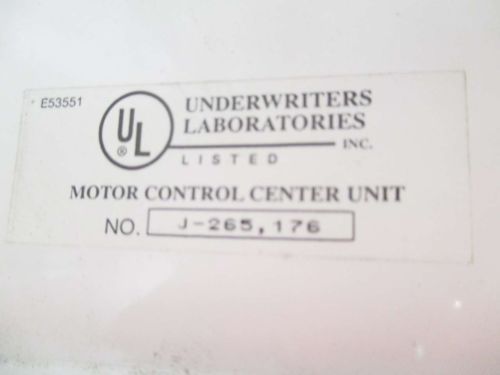 E53551
UL
®
UNDERWRITERS
LABORATORIES
INC.
LISTED
MOTOR CONTROL CENTER UNIT
NO. J-265,176